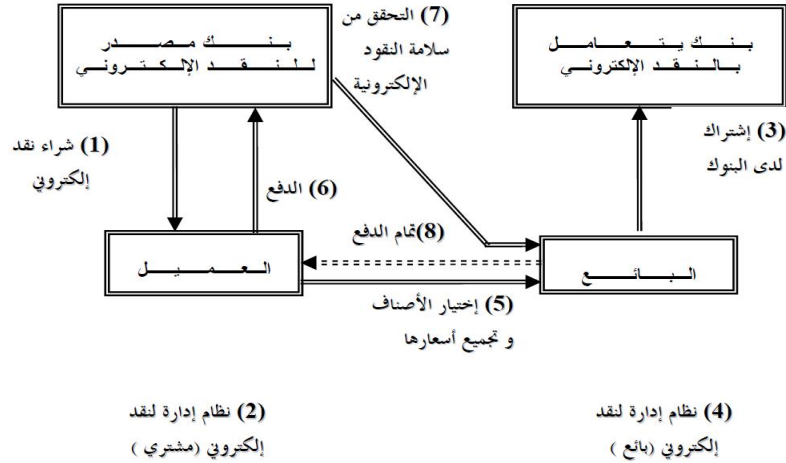 بنك مصدر
للنقد الإلكتروني
(7) التحقق من
سلامة النقود
الإلكترونية
بنك يتعامل
بالنقد الإلكتروني
(1) شراء نقد
إلكتروني
(6) الدفع
(3) إشتراك
لدى البنوك
العميل
(8)تمام الدفع
البائع
(5) إختيار الأصناف
و تجميع أسعارها
(2) نظام إدارة لنقد
إلكتروني (مشتري )
(4) نظام إدارة لنقد
إلكتروني (بائع )